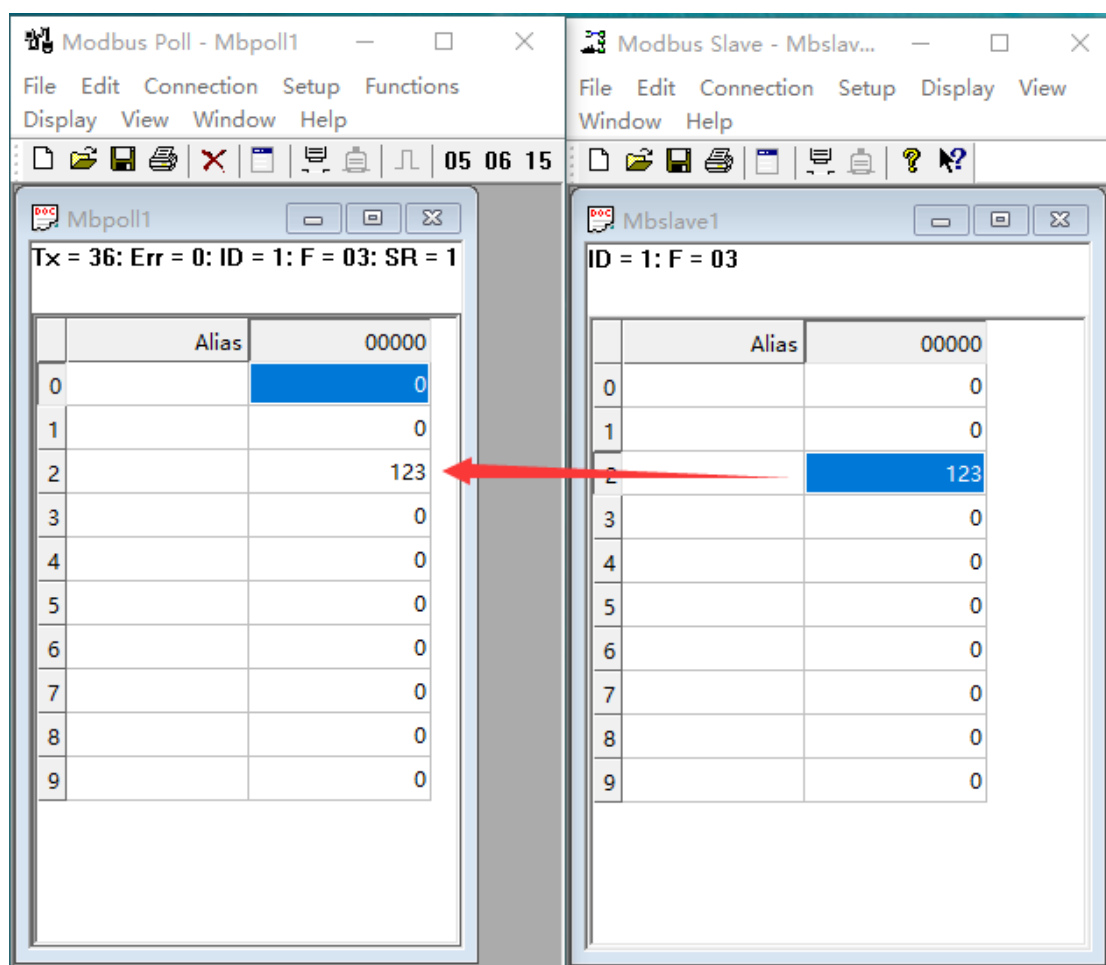 Modbus Poll - Mbpoll1
File Edit Connection Setup Functions
Display View Window Help
05 06 15
Mbpoll1
Tx = 36: Err = 0: ID = 1: F = 03: SR = 1
Alias 00000
0 0
1 0
2 123
3 0
4 0
5 0
6 0
7 0
8 0
9 0
Modbus Slave - Mbslav...
File Edit Connection Setup Display View
Window Help
Mbslave1
ID = 1: F = 03
Alias 00000
0 0
1 0
2 123
3 0
4 0
5 0
6 0
7 0
8 0
9 0